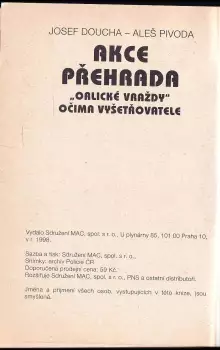 JOSEF DOUCHA – ALEŠ PIVODA
AKCE
PŘEHRADA
„ORLICKÉ VRAŽDY"
OČIMA VYŠETŘOVATELE
Vydalo Sdružení MAC, spol. s r. o., U plynárny 85, 101 00 Praha 10,
v r. 1998.
Sazba a tisk: Sdružení MAC, spol. s r. o.,
Snímky: archiv Policie ČR
Doporučená prodejní cena: 59 Kč.
Rozšiřuje Sdružení MAC, spol. s r. o., PNS a ostatní distributoři.
Jména a příjmení všech osob, vystupujících v této knize, jsou
smyšlená.